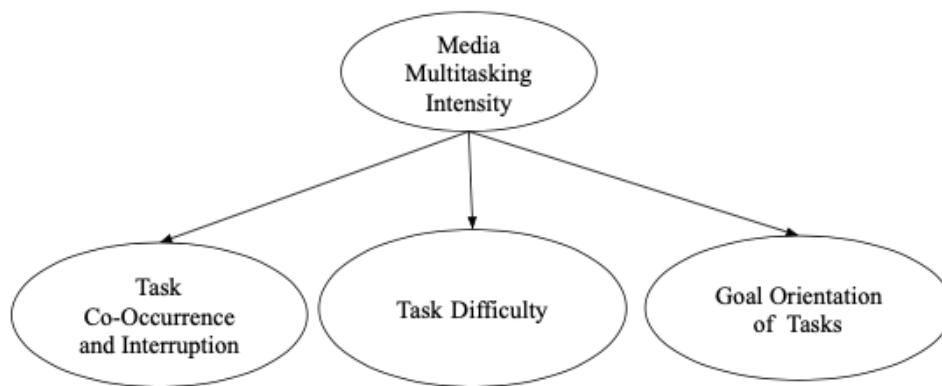 Media
Multitasking
Intensity
Task
Co-Occurrence
and Interruption
Task Difficulty
Goal Orientation
of Tasks